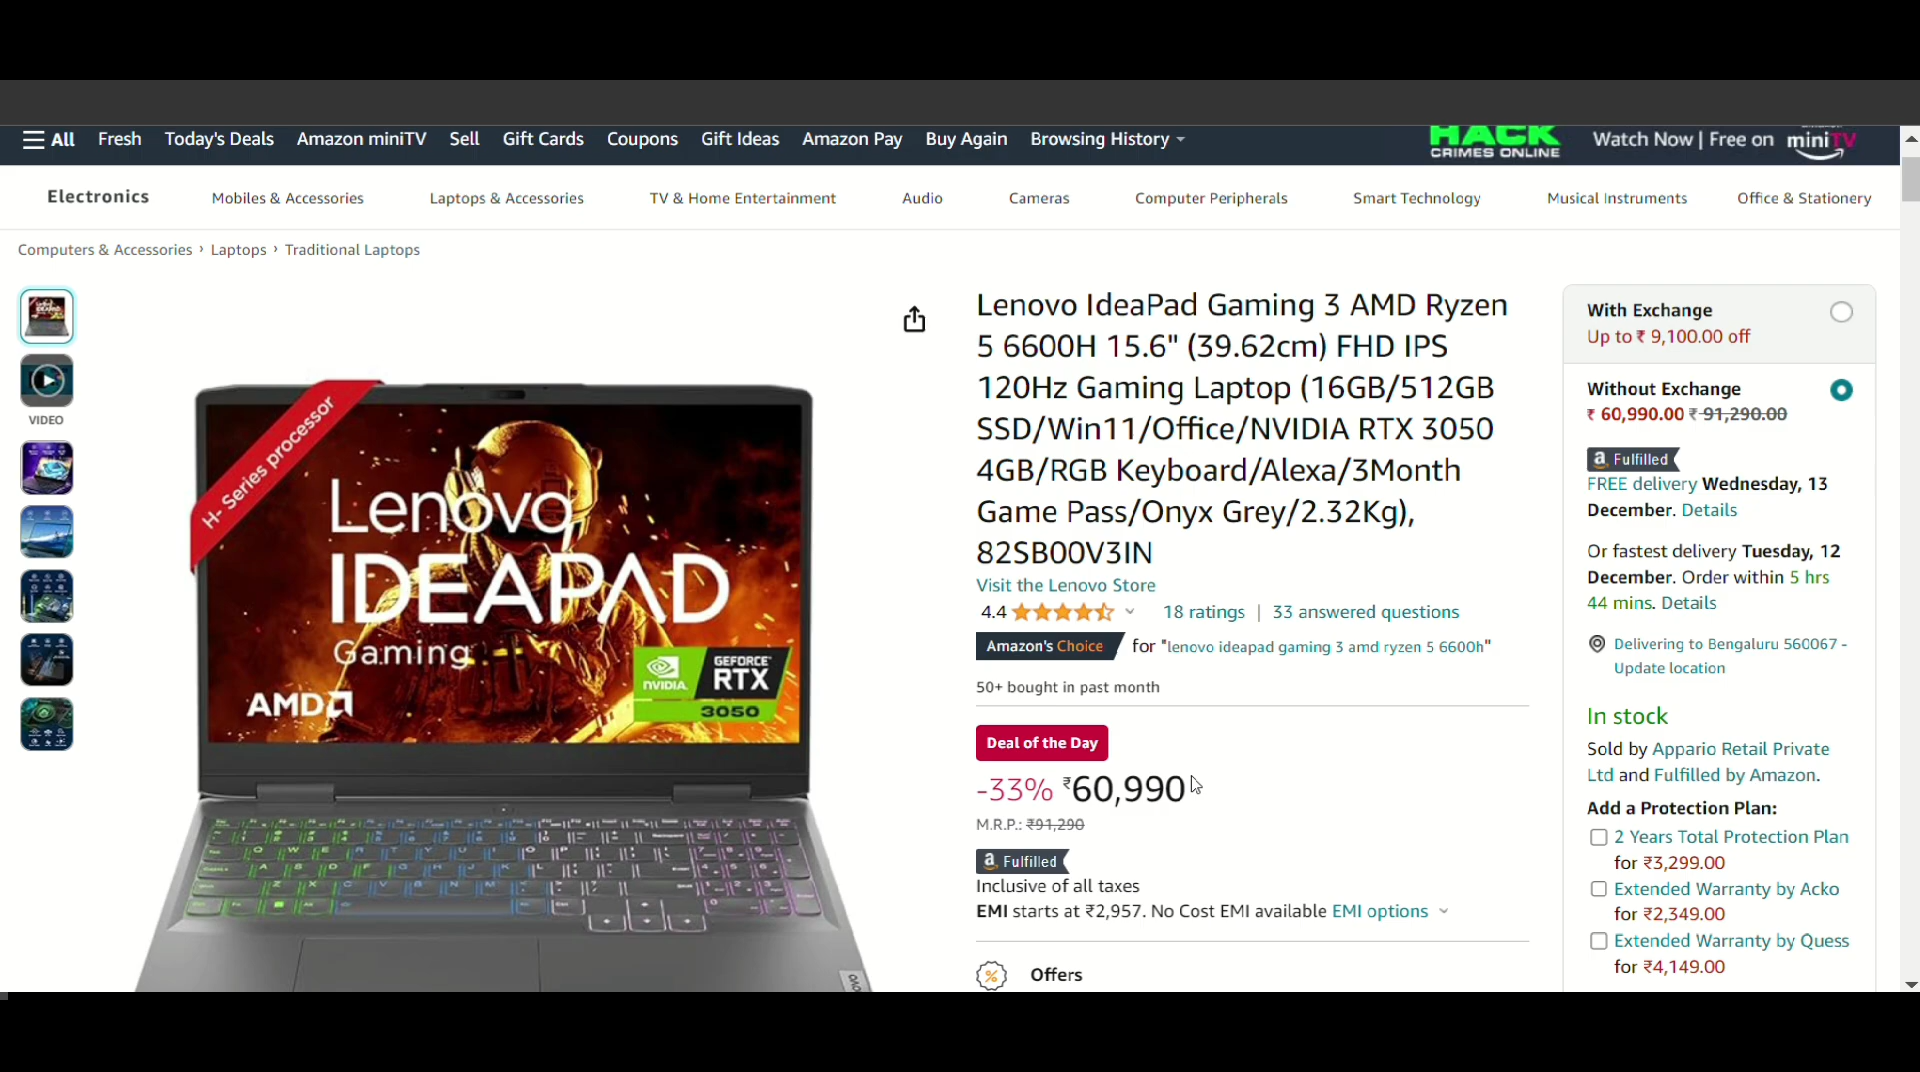 All Fresh Today's Deals Amazon miniTV Sell Gift Cards Coupons Gift Ideas Amazon Pay Buy Again Browsing History
HACK
CRIMES ONLINE
Watch Now | Free on miniTV
Electronics Mobiles & Accessories Laptops & Accessories TV & Home Entertainment Audio Cameras Computer Peripherals Smart Technology Musical Instruments Office & Stationery
Computers & Accessories › Laptops › Traditional Laptops
VIDEO
H- Series processor
Lenovo
IDEAPAD
Gaming
AMD
NVIDIA.
GEFORCE
RTX
3050
Lenovo IdeaPad Gaming 3 AMD Ryzen
5 6600H 15.6" (39.62cm) FHD IPS
120Hz Gaming Laptop (16GB/512GB
SSD/Win11/Office/NVIDIA RTX 3050
4GB/RGB Keyboard/Alexa/3Month
Game Pass/Onyx Grey/2.32Kg),
82SB00V3IN
Visit the Lenovo Store
4.4 18 ratings | 33 answered questions
Amazon's Choice for "lenovo ideapad gaming 3 amd ryzen 5 6600h"
50+ bought in past month
Deal of the Day
-33% ₹60,990
M.R.P.: ₹91,290
a Fulfilled
Inclusive of all taxes
EMI starts at ₹2,957. No Cost EMI available EMI options
Offers
With Exchange
Up to ₹ 9,100.00 off
Without Exchange
₹ 60,990.00 ₹ 91,290.00
a Fulfilled
FREE delivery Wednesday, 13
December. Details
Or fastest delivery Tuesday, 12
December. Order within 5 hrs
44 mins. Details
Delivering to Bengaluru 560067 -
Update location
In stock
Sold by Appario Retail Private
Ltd and Fulfilled by Amazon.
Add a Protection Plan:
2 Years Total Protection Plan
for ₹3,299.00
Extended Warranty by Acko
for ₹2,349.00
Extended Warranty by Quess
for ₹4,149.00